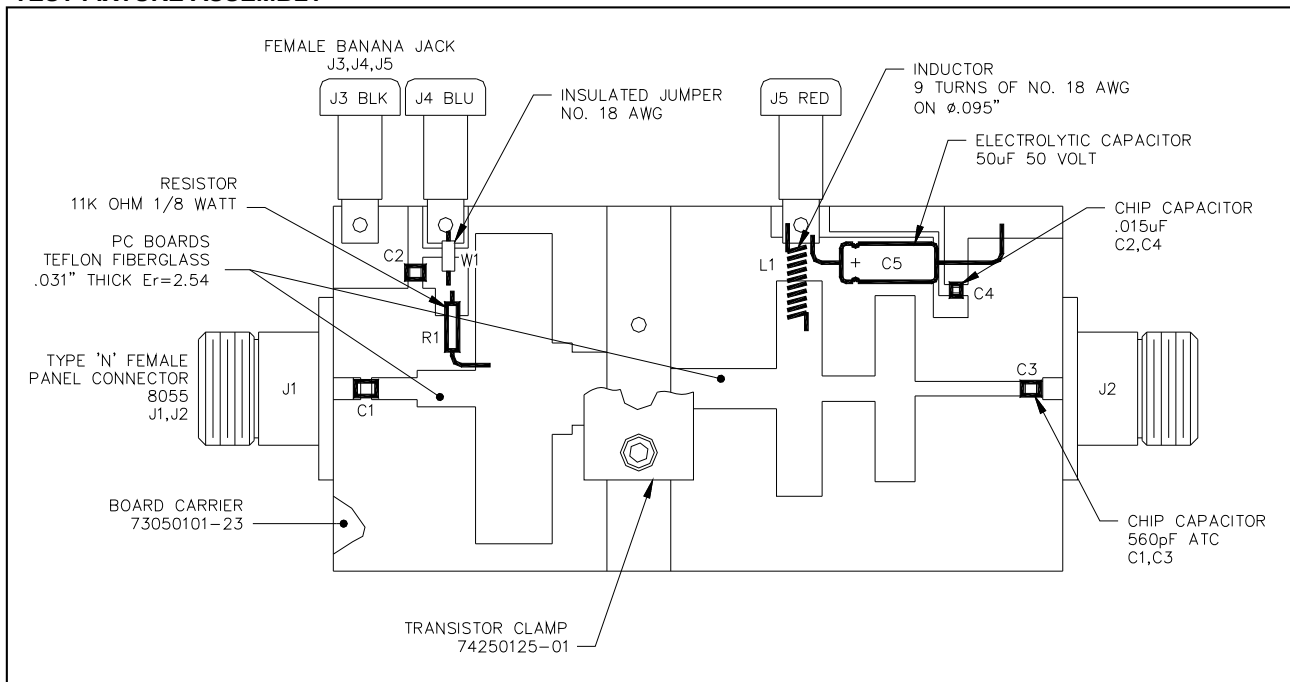 TEST FIXTURE ASSEMBLY
FEMALE BANANA JACK
J3,J4,J5
J3 BLK
J4 BLU
INSULATED JUMPER
NO. 18 AWG
J5 RED
INDUCTOR
9 TURNS OF NO. 18 AWG
ON ø.095"
ELECTROLYTIC CAPACITOR
50uF 50 VOLT
RESISTOR
11K OHM 1/8 WATT
CHIP CAPACITOR
.015uF
C2,C4
PC BOARDS
TEFLON FIBERGLASS
.031" THICK Er=2.54
C2
W1
L1
+
C5
C4
R1
TYPE 'N' FEMALE
PANEL CONNECTOR
8055
J1,J2
J1
C1
C3
J2
BOARD CARRIER
73050101-23
CHIP CAPACITOR
560pF ATC
C1,C3
TRANSISTOR CLAMP
74250125-01